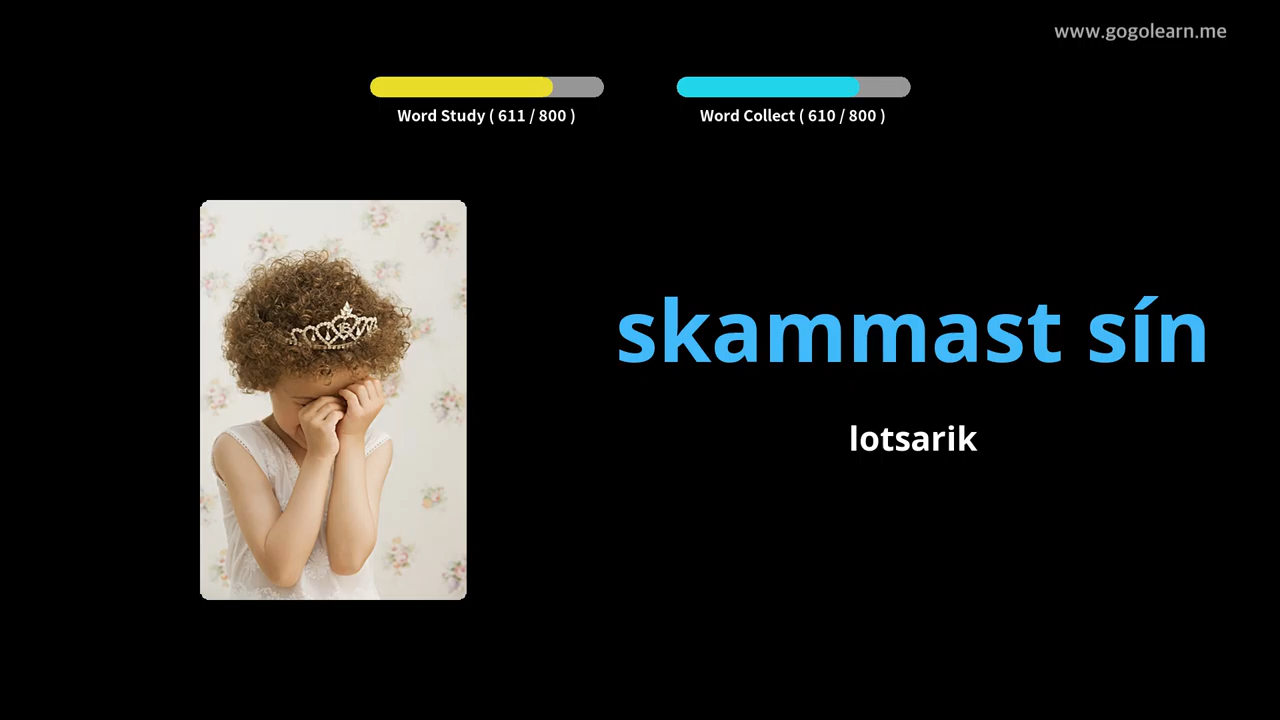 www.gogolearn.me
Word Study ( 611 / 800 )
Word Collect ( 610 / 800 )
skammast sín
lotsarik